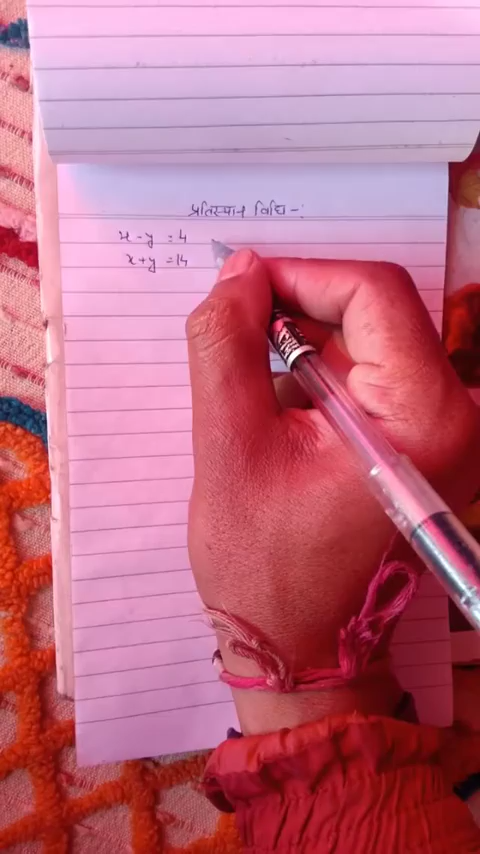 प्रतिस्थापन विधि -:
x - y = 4
x + y = 14